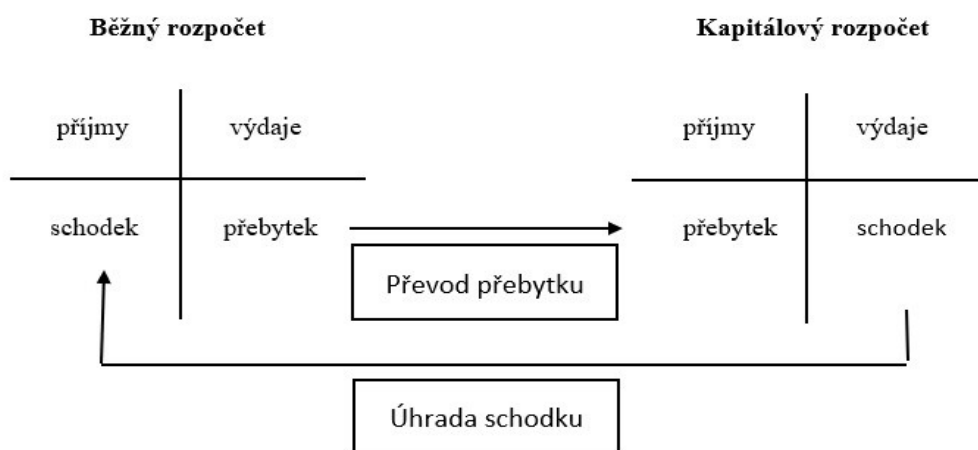 Běžný rozpočet
Kapitálový rozpočet
příjmy
výdaje
příjmy
výdaje
schodek
přebytek
přebytek
schodek
Převod přebytku
Úhrada schodku